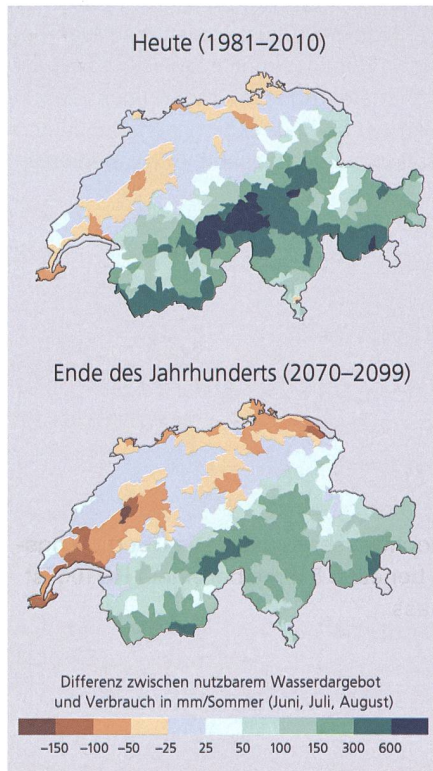 Heute (1981–2010)
Ende des Jahrhunderts (2070–2099)
Differenz zwischen nutzbarem Wasserdargebot
und Verbrauch in mm/Sommer (Juni, Juli, August)
–150 –100 –50 –25 25 50 100 150 300 600